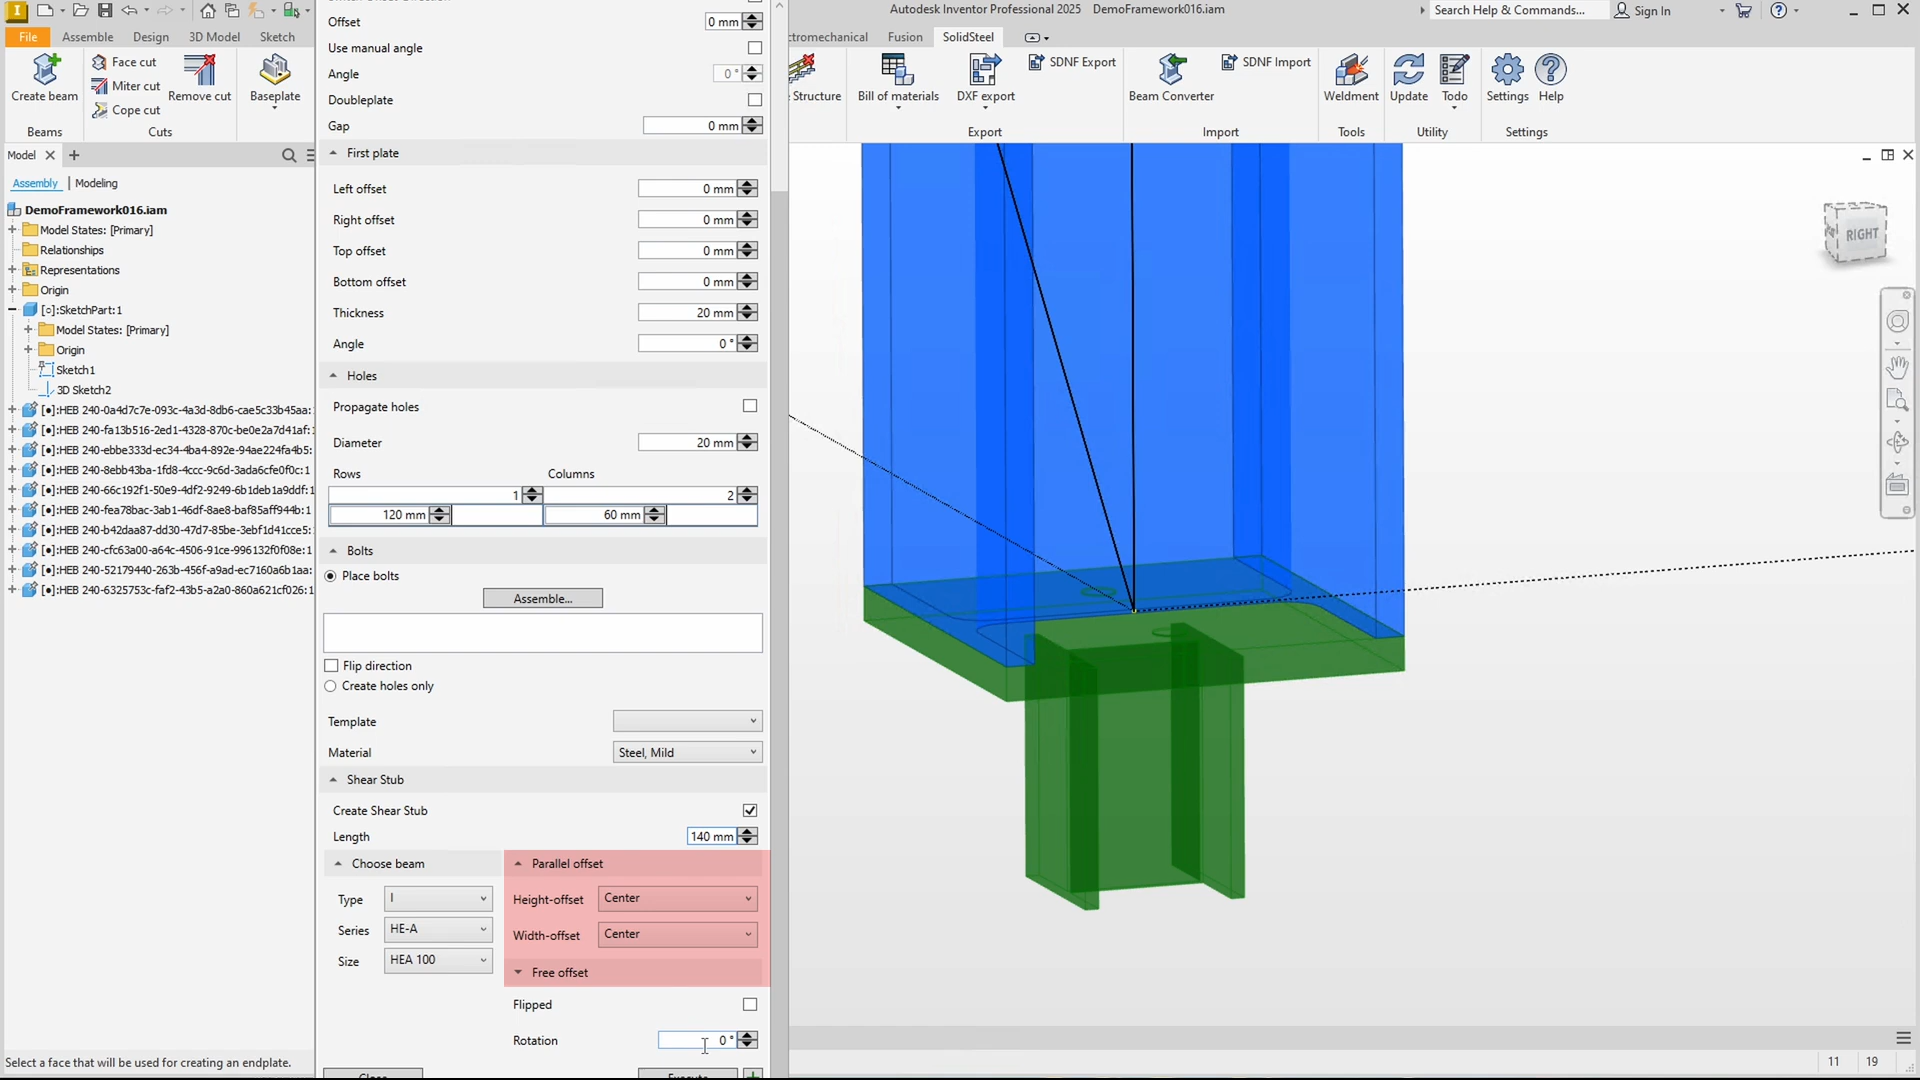 Autodesk Inventor Professional 2025 DemoFramework016.iam
Search Help & Commands...
Sign In
File
Assemble
Design
3D Model
Sketch
Fusion
SolidSteel
Create beam
Face cut
Miter cut
Cope cut
Remove cut
Baseplate
Structure
Bill of materials
DXF export
SDNF Export
Beam Converter
SDNF Import
Weldment
Update
Todo
Settings
Help
Beams
Cuts
Export
Import
Tools
Utility
Settings
Model
Assembly
Modeling
DemoFramework016.iam
Model States: [Primary]
Relationships
Representations
Origin
[○]:SketchPart:1
Model States: [Primary]
Origin
Sketch1
3D Sketch2
[●]:HEB 240-0a4d7c7e-093c-4a3d-8db6-cae5c33b45aa:
[●]:HEB 240-fa13b516-2ed1-4328-870c-be0e2a7d41af:
[●]:HEB 240-ebbe333d-ec34-4ba4-892e-94ae224fa4b5:
[●]:HEB 240-8ebb43ba-1fd8-4ccc-9c6d-3ada6cfe0f0c:1
[●]:HEB 240-66c192f1-50e9-4df2-9249-6b1deb1a9ddf:1
[●]:HEB 240-fea78bac-3ab1-46df-8ae8-baf85aff944b:1
[●]:HEB 240-b42daa87-dd30-47d7-85be-3ebf1d41cce5:
[●]:HEB 240-cfc63a00-a64c-4506-91ce-996132f0f08e:1
[●]:HEB 240-52179440-263b-456f-a9ad-ec7160a6b1aa:
[●]:HEB 240-6325753c-faf2-43b5-a2a0-860a621cf026:1
Offset 0 mm
Use manual angle
Angle 0 °
Doubleplate
Gap 0 mm
First plate
Left offset 0 mm
Right offset 0 mm
Top offset 0 mm
Bottom offset 0 mm
Thickness 20 mm
Angle 0 °
Holes
Propagate holes
Diameter 20 mm
Rows Columns
1 2
120 mm 60 mm
Bolts
Place bolts
Assemble...
Flip direction
Create holes only
Template
Material Steel, Mild
Shear Stub
Create Shear Stub
Length 140 mm
Choose beam
Type I
Series HE-A
Size HEA 100
Parallel offset
Height-offset Center
Width-offset Center
Free offset
Flipped
Rotation 0 °
RIGHT
Select a face that will be used for creating an endplate.
11 19